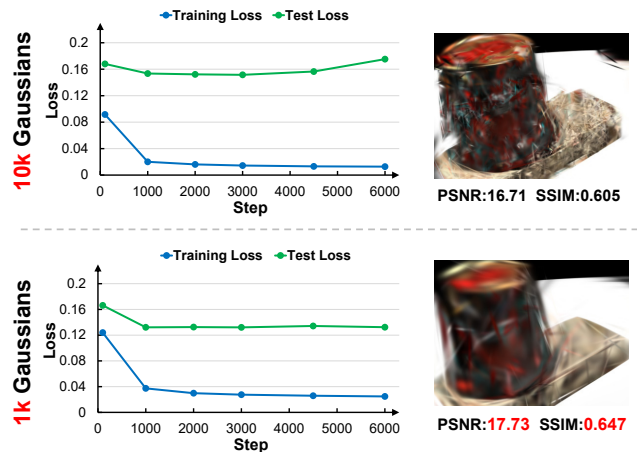 Training Loss Test Loss
10k Gaussians
Loss
0.2
0.16
0.12
0.08
0.04
0
0 1000 2000 3000 4000 5000 6000
Step
PSNR:16.71 SSIM:0.605
Training Loss Test Loss
1k Gaussians
Loss
0.2
0.16
0.12
0.08
0.04
0
0 1000 2000 3000 4000 5000 6000
Step
PSNR:17.73 SSIM:0.647